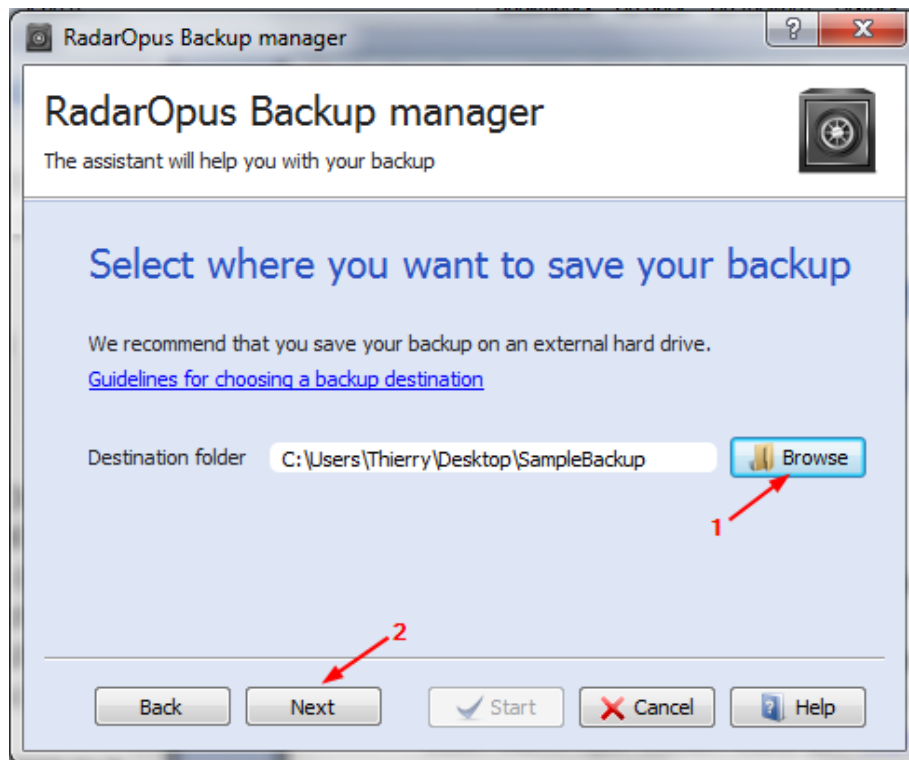 RadarOpus Backup manager
?
X
RadarOpus Backup manager
The assistant will help you with your backup
Select where you want to save your backup
We recommend that you save your backup on an external hard drive.
Guidelines for choosing a backup destination
Destination folder C:\Users\Thierry\Desktop\SampleBackup Browse
1
2
Back Next Start Cancel Help